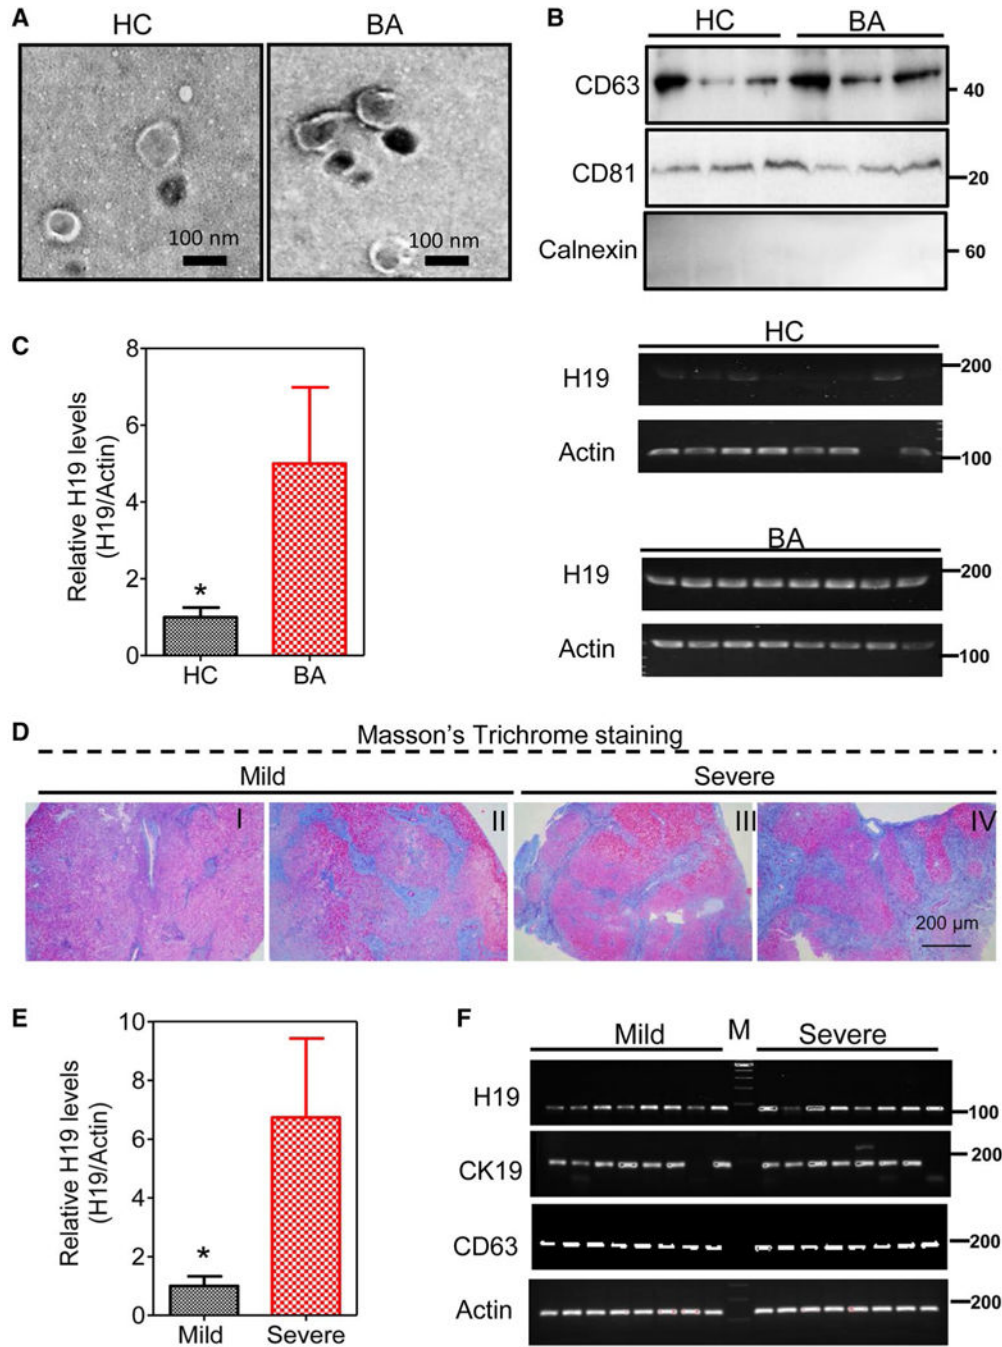 A
HC
BA
100 nm
100 nm
B
HC
BA
CD63
40
CD81
20
Calnexin
60
C
Relative H19 levels
(H19/Actin)
8
6
4
2
0
*
HC
BA
HC
H19
200
Actin
100
BA
H19
200
Actin
100
D
Masson's Trichrome staining
Mild
Severe
I
II
III
IV
200 µm
E
Relative H19 levels
(H19/Actin)
10
8
6
4
2
0
*
Mild
Severe
F
Mild
M
Severe
H19
100
CK19
200
CD63
200
Actin
200